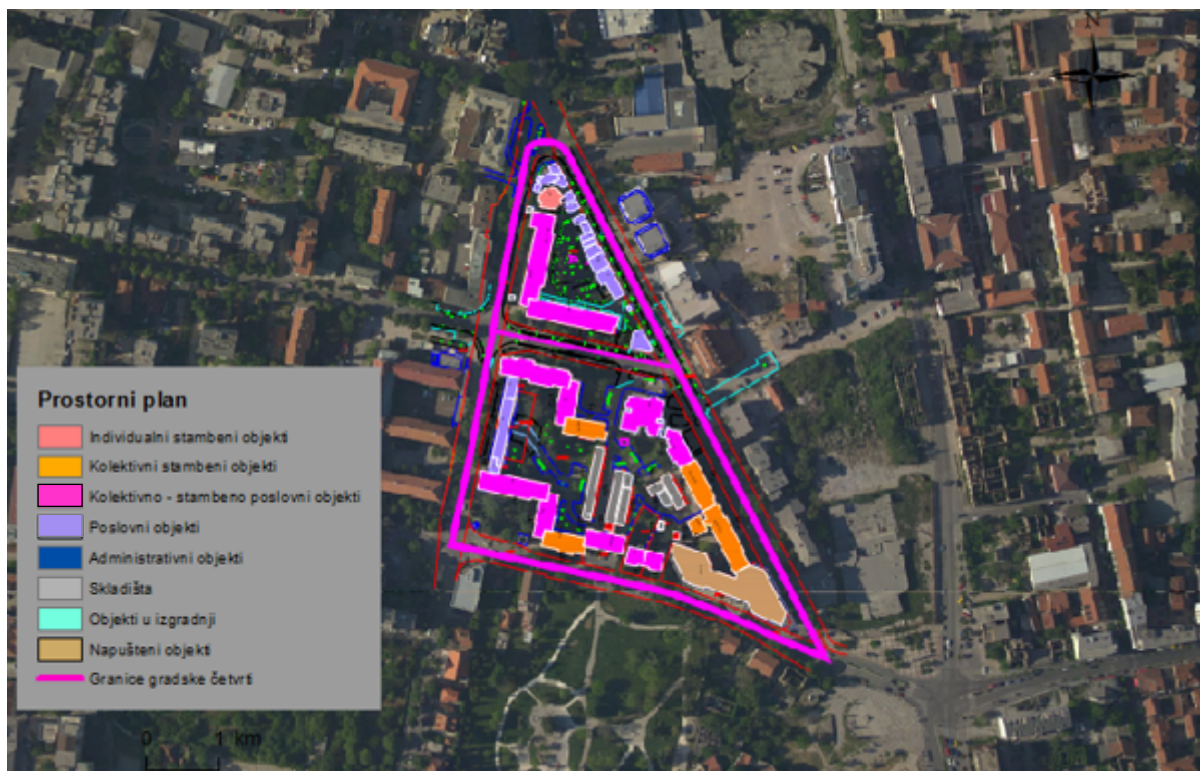 N
Prostorni plan
Individualni stambeni objekti
Kolektivni stambeni objekti
Kolektivno - stambeno poslovni objekti
Poslovni objekti
Administrativni objekti
Skladišta
Objekti u izgradnji
Napušteni objekti
Granice gradske četvrti
0 1 km